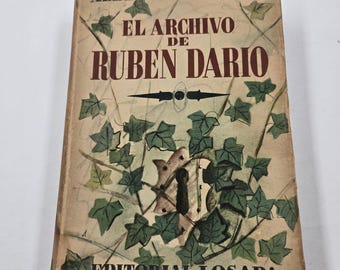 EL ARCHIVO
DE
RUBEN DARIO
EDITORIAL LOSADA